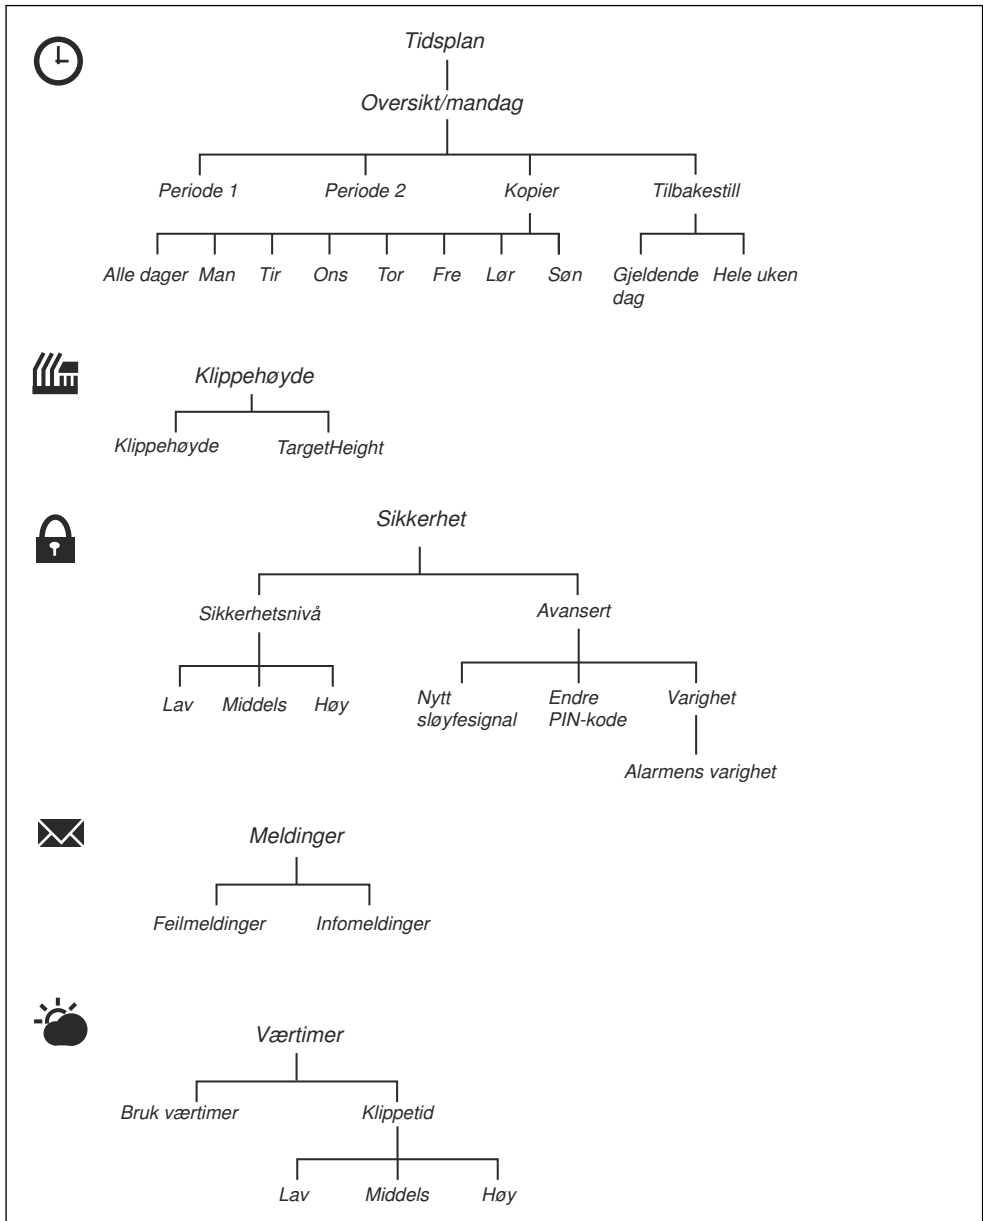 Tidsplan
Oversikt/mandag
Periode 1 Periode 2 Kopier Tilbakestill
Alle dager Man Tir Ons Tor Fre Lør Søn Gjeldende dag Hele uken
Klippehøyde
Klippehøyde TargetHeight
Sikkerhet
Sikkerhetsnivå Avansert
Lav Middels Høy Nytt sløyfesignal Endre PIN-kode Varighet
Alarmens varighet
Meldinger
Feilmeldinger Infomeldinger
Værtimer
Bruk værtimer Klippetid
Lav Middels Høy